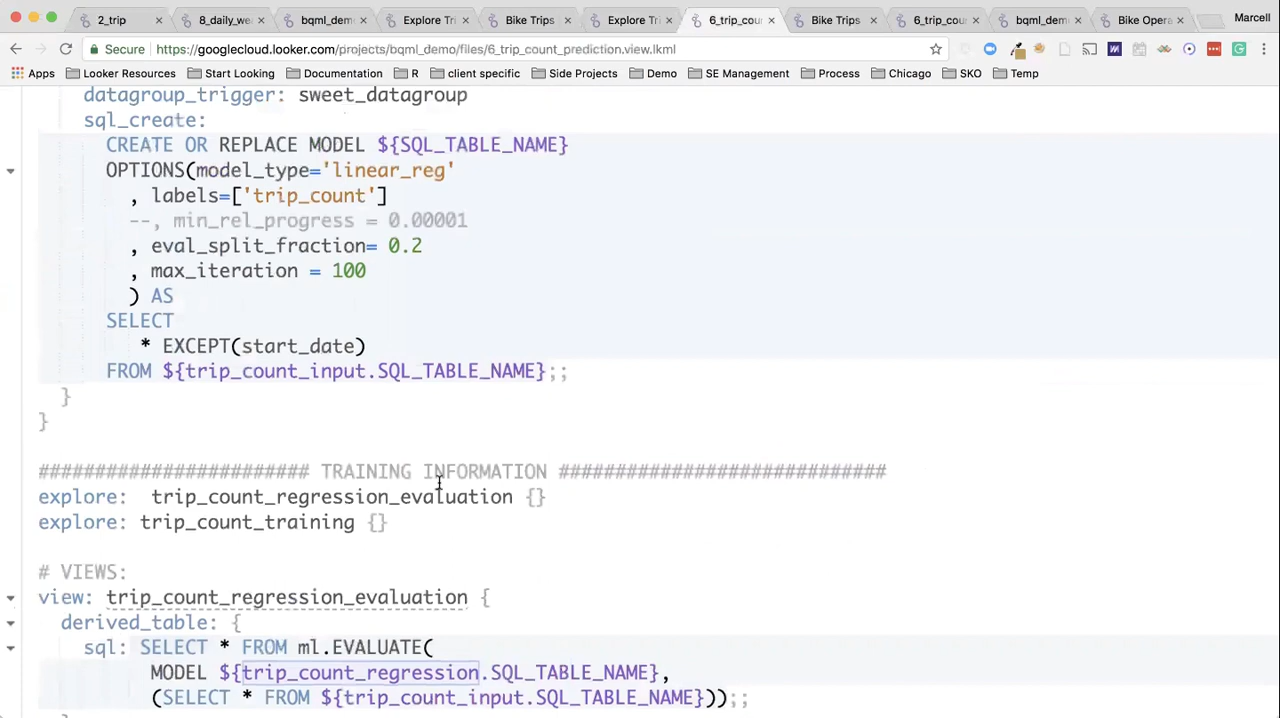 2_trip
8_daily_we
bqml_dem
Explore Tri
Bike Trips
Explore Tri
6_trip_cou
Bike Trips
6_trip_cou
bqml_dem
Bike Opera
Marcell
Secure
https://googlecloud.looker.com/projects/bqml_demo/files/6_trip_count_prediction.view.lkml
Apps
Looker Resources
Start Looking
Documentation
R
client specific
Side Projects
Demo
SE Management
Process
Chicago
SKO
Temp
datagroup_trigger: sweet_datagroup
sql_create:
CREATE OR REPLACE MODEL ${SQL_TABLE_NAME}
OPTIONS(model_type='linear_reg'
, labels=['trip_count']
--, min_rel_progress = 0.00001
, eval_split_fraction= 0.2
, max_iteration = 100
) AS
SELECT
* EXCEPT(start_date)
FROM ${trip_count_input.SQL_TABLE_NAME};;
}
}
######################## TRAINING INFORMATION #############################
explore:  trip_count_regression_evaluation {}
explore: trip_count_training {}
# VIEWS:
view: trip_count_regression_evaluation {
derived_table: {
sql: SELECT * FROM ml.EVALUATE(
MODEL ${trip_count_regression.SQL_TABLE_NAME},
(SELECT * FROM ${trip_count_input.SQL_TABLE_NAME}));;